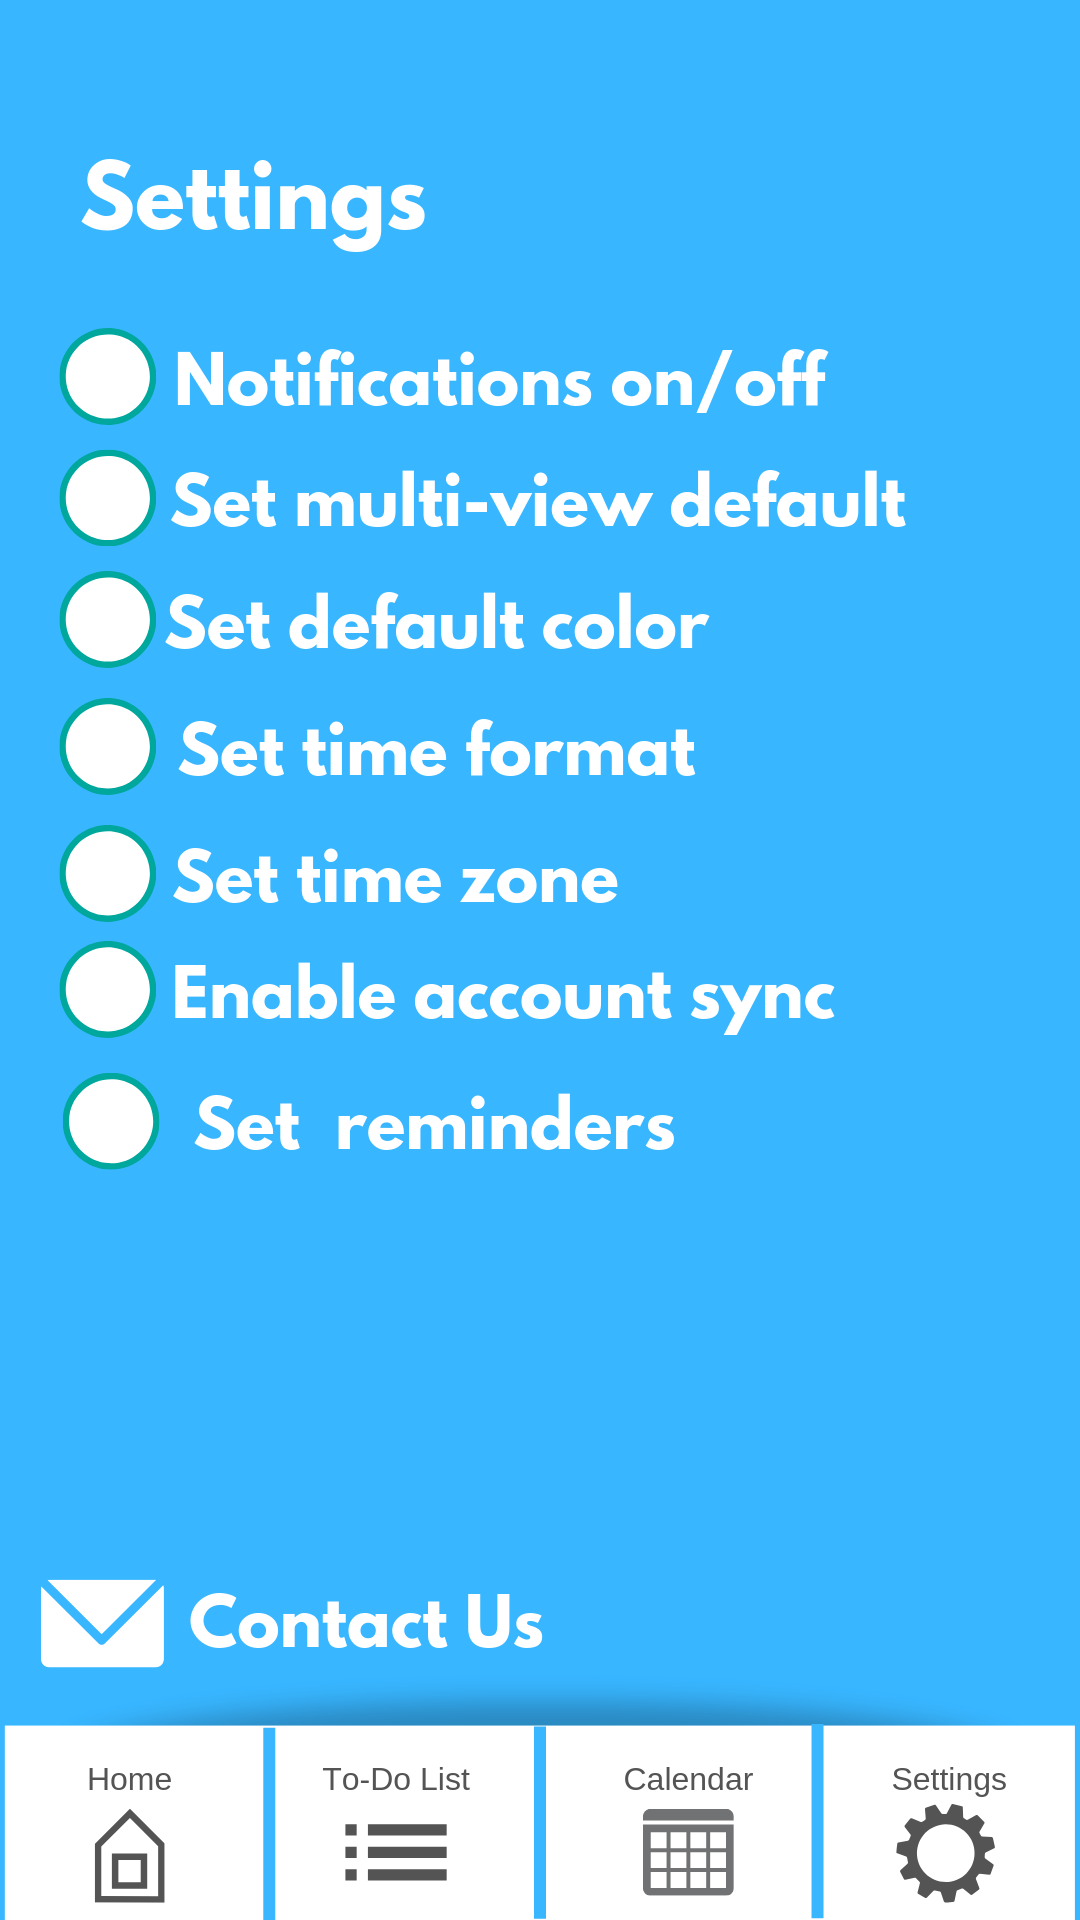 Settings
Notifications on/off
Set multi-view default
Set default color
Set time format
Set time zone
Enable account sync
Set reminders
Contact Us
Home To-Do List Calendar Settings